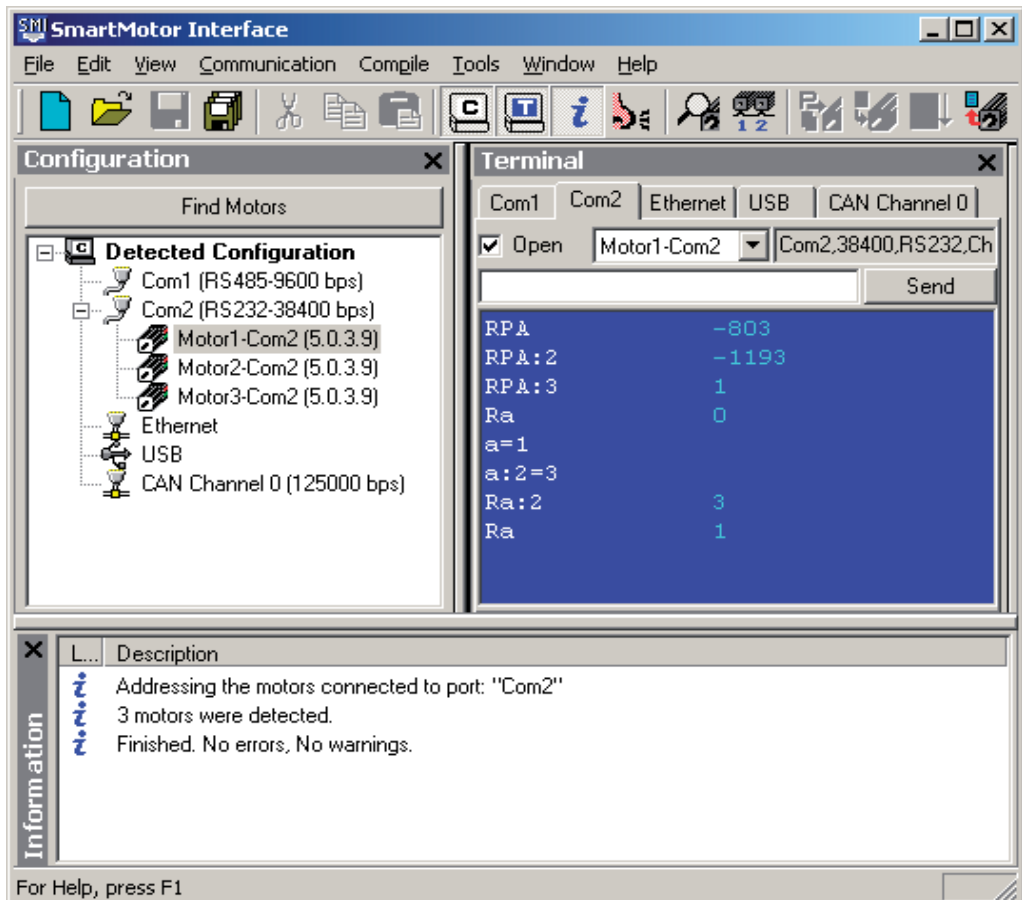 SMI SmartMotor Interface
File Edit View Communication Compile Tools Window Help
C T i 1 2
Configuration
Find Motors
Detected Configuration
Com1 (RS485-9600 bps)
Com2 (RS232-38400 bps)
Motor1-Com2 (5.0.3.9)
Motor2-Com2 (5.0.3.9)
Motor3-Com2 (5.0.3.9)
Ethernet
USB
CAN Channel 0 (125000 bps)
Terminal
Com1 Com2 Ethernet USB CAN Channel 0
Open Motor1-Com2 Com2,38400,RS232,Ch
Send
RPA -803
RPA:2 -1193
RPA:3 1
Ra 0
a=1
a:2=3
Ra:2 3
Ra 1
Information
L... Description
Addressing the motors connected to port: "Com2"
3 motors were detected.
Finished. No errors, No warnings.
For Help, press F1